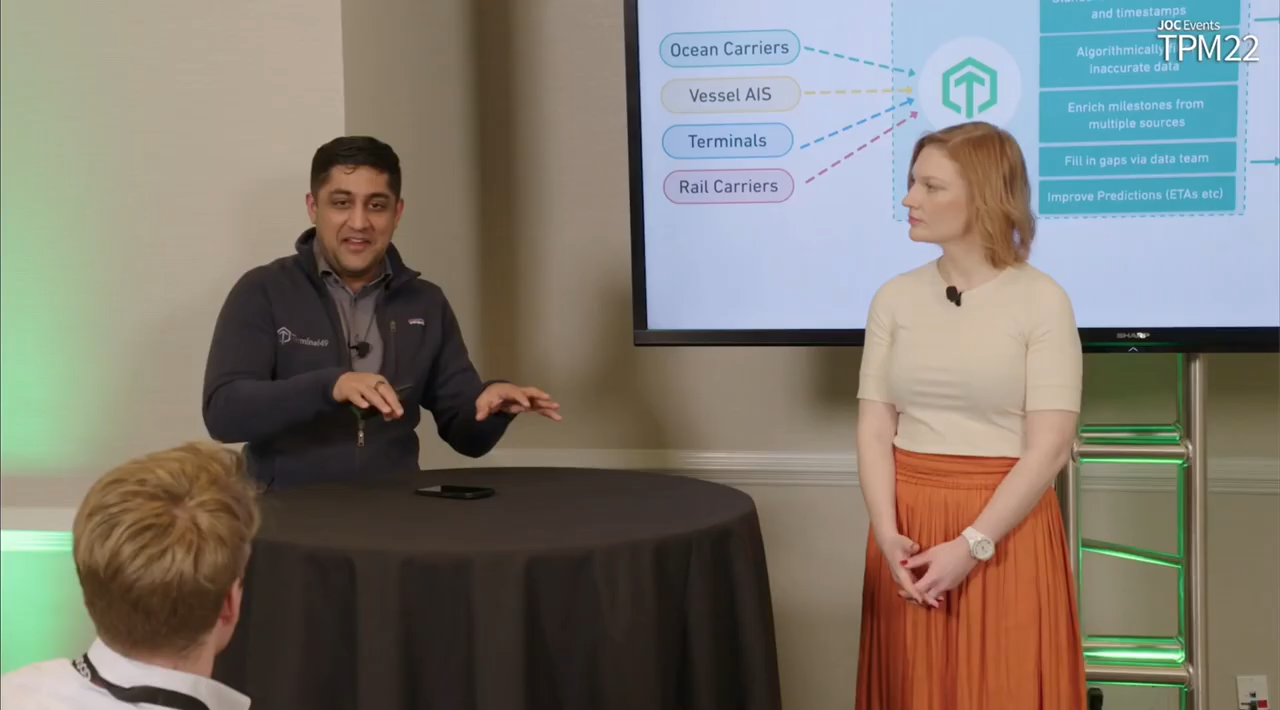 JOC Events
TPM22
and timestamps
Ocean Carriers
Vessel AIS
Terminals
Rail Carriers
Algorithmically
inaccurate data
Enrich milestones from
multiple sources
Fill in gaps via data team
Improve Predictions (ETAs etc)
SHARP
Terminal49